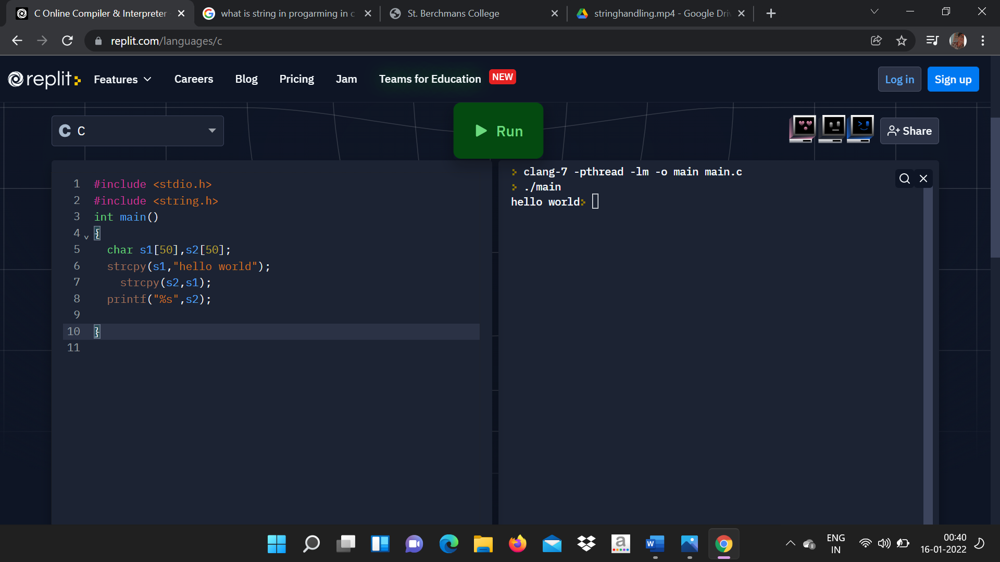 C Online Compiler & Interpreter
what is string in progarming in c
St. Berchmans College
stringhandling.mp4 - Google Driv
replit.com/languages/c
replit
Features
Careers
Blog
Pricing
Jam
Teams for Education
NEW
Log in
Sign up
C C
Run
Share
1 #include <stdio.h>
2 #include <string.h>
3 int main()
4 {
5 char s1[50],s2[50];
6 strcpy(s1,"hello world");
7 strcpy(s2,s1);
8 printf("%s",s2);
9
10 }
11
clang-7 -pthread -lm -o main main.c
./main
hello world
a
W
ENG
IN
00:40
16-01-2022